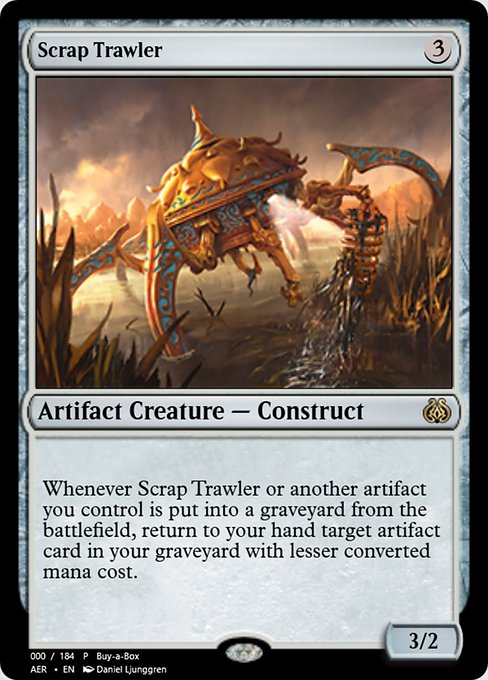 Scrap Trawler 3
Artifact Creature — Construct
Whenever Scrap Trawler or another artifact
you control is put into a graveyard from the
battlefield, return to your hand target artifact
card in your graveyard with lesser converted
mana cost.
3/2
000 / 184 P Buy-a-Box
AER • EN Daniel Ljunggren